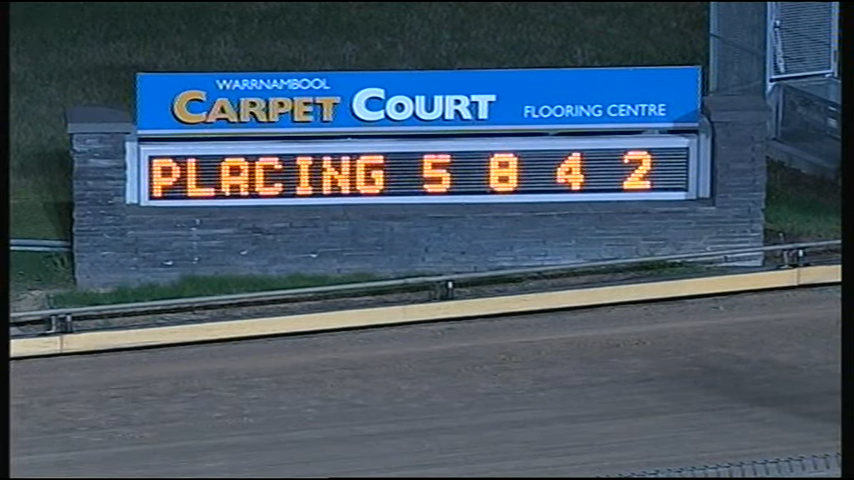 WARRNAMBOOL
CARPET COURT FLOORING CENTRE
PLACING 5 8 4 2